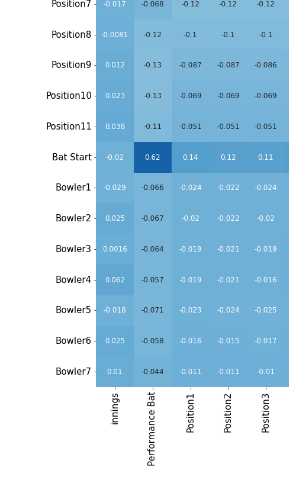 Position7 -0.017 -0.068 -0.12 -0.12 -0.12
Position8 -0.0081 -0.12 -0.1 -0.1 -0.1
Position9 0.012 -0.13 -0.087 -0.087 -0.086
Position10 0.023 -0.13 -0.069 -0.069 -0.069
Position11 0.038 -0.11 -0.051 -0.051 -0.051
Bat Start -0.02 0.62 0.14 0.12 0.11
Bowler1 -0.029 -0.066 -0.024 -0.022 -0.024
Bowler2 0.025 -0.067 -0.02 -0.022 -0.02
Bowler3 0.0016 -0.064 -0.019 -0.021 -0.019
Bowler4 0.062 -0.057 -0.019 -0.021 -0.016
Bowler5 -0.018 -0.071 -0.023 -0.024 -0.025
Bowler6 0.025 -0.058 -0.016 -0.015 -0.017
Bowler7 0.01 -0.044 -0.011 -0.011 -0.01
innings
Performance Bat
Position1
Position2
Position3